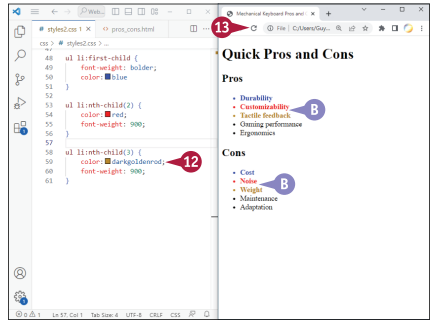 Web...
# styles2.css 1
pros_cons.html
css > # styles2.css > ...
47
48 ul li:first-child {
49 font-weight: bolder;
50 color: blue
51 }
52
53 ul li:nth-child(2) {
54 color: red;
55 font-weight: 900;
56 }
57
58 ul li:nth-child(3) {
59 color: darkgoldenrod;
60 font-weight: 900;
61 }
12
0 1 Ln 57, Col 1 Tab Size: 4 UTF-8 CRLF CSS
Mechanical Keyboard Pros and
13
File C:/Users/Guy...
Quick Pros and Cons
Pros
Durability
Customizability
B
Tactile feedback
Gaming performance
Ergonomics
Cons
Cost
Noise
B
Weight
Maintenance
Adaptation